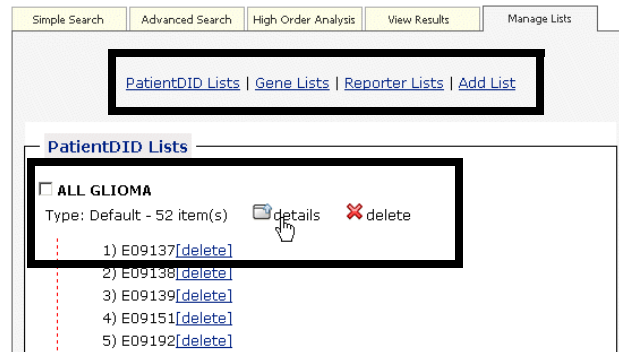 Simple Search Advanced Search High Order Analysis View Results Manage Lists
PatientDID Lists | Gene Lists | Reporter Lists | Add List
PatientDID Lists
ALL GLIOMA
Type: Default - 52 item(s) details delete
1) E09137[delete]
2) E09138[delete]
3) E09139[delete]
4) E09151[delete]
5) E09192[delete]